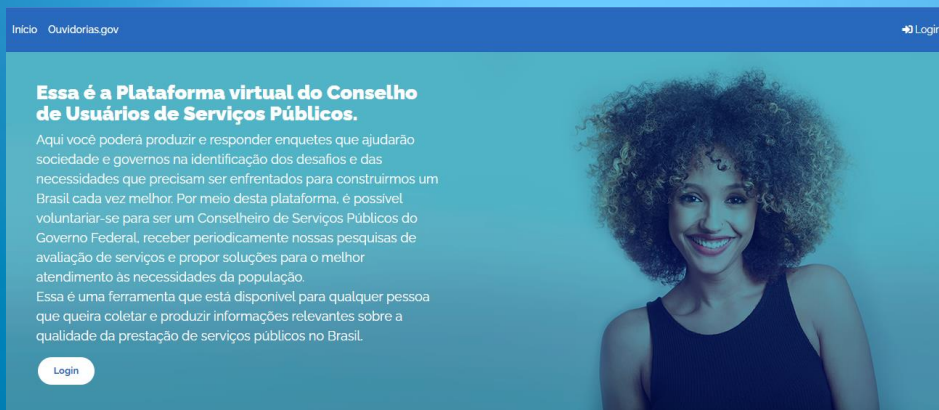 Início Ouvidorias.gov Login
Essa é a Plataforma virtual do Conselho
de Usuários de Serviços Públicos.
Aqui você poderá produzir e responder enquetes que ajudarão
sociedade e governos na identificação dos desafios e das
necessidades que precisam ser enfrentados para construirmos um
Brasil cada vez melhor. Por meio desta plataforma, é possível
voluntariar-se para ser um Conselheiro de Serviços Públicos do
Governo Federal, receber periodicamente nossas pesquisas de
avaliação de serviços e propor soluções para o melhor
atendimento às necessidades da população.
Essa é uma ferramenta que está disponível para qualquer pessoa
que queira coletar e produzir informações relevantes sobre a
qualidade da prestação de serviços públicos no Brasil.
Login